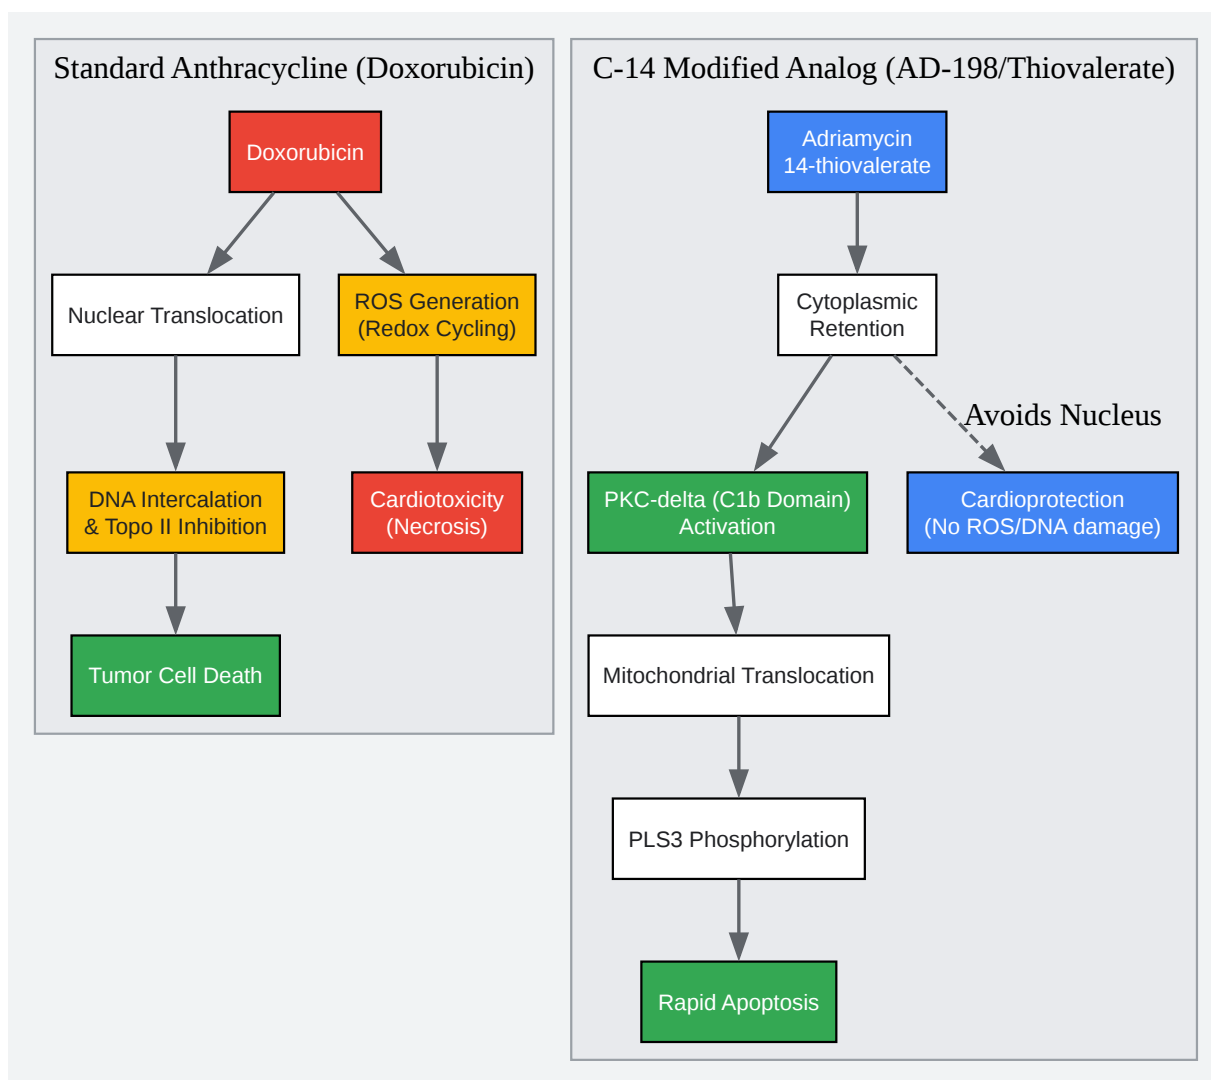 Standard Anthracycline (Doxorubicin)
Doxorubicin
Nuclear Translocation
ROS Generation
(Redox Cycling)
DNA Intercalation
& Topo II Inhibition
Cardiotoxicity
(Necrosis)
Tumor Cell Death
C-14 Modified Analog (AD-198/Thiovalerate)
Adriamycin
14-thiovalerate
Cytoplasmic
Retention
Avoids Nucleus
PKC-delta (C1b Domain)
Activation
Cardioprotection
(No ROS/DNA damage)
Mitochondrial Translocation
PLS3 Phosphorylation
Rapid Apoptosis